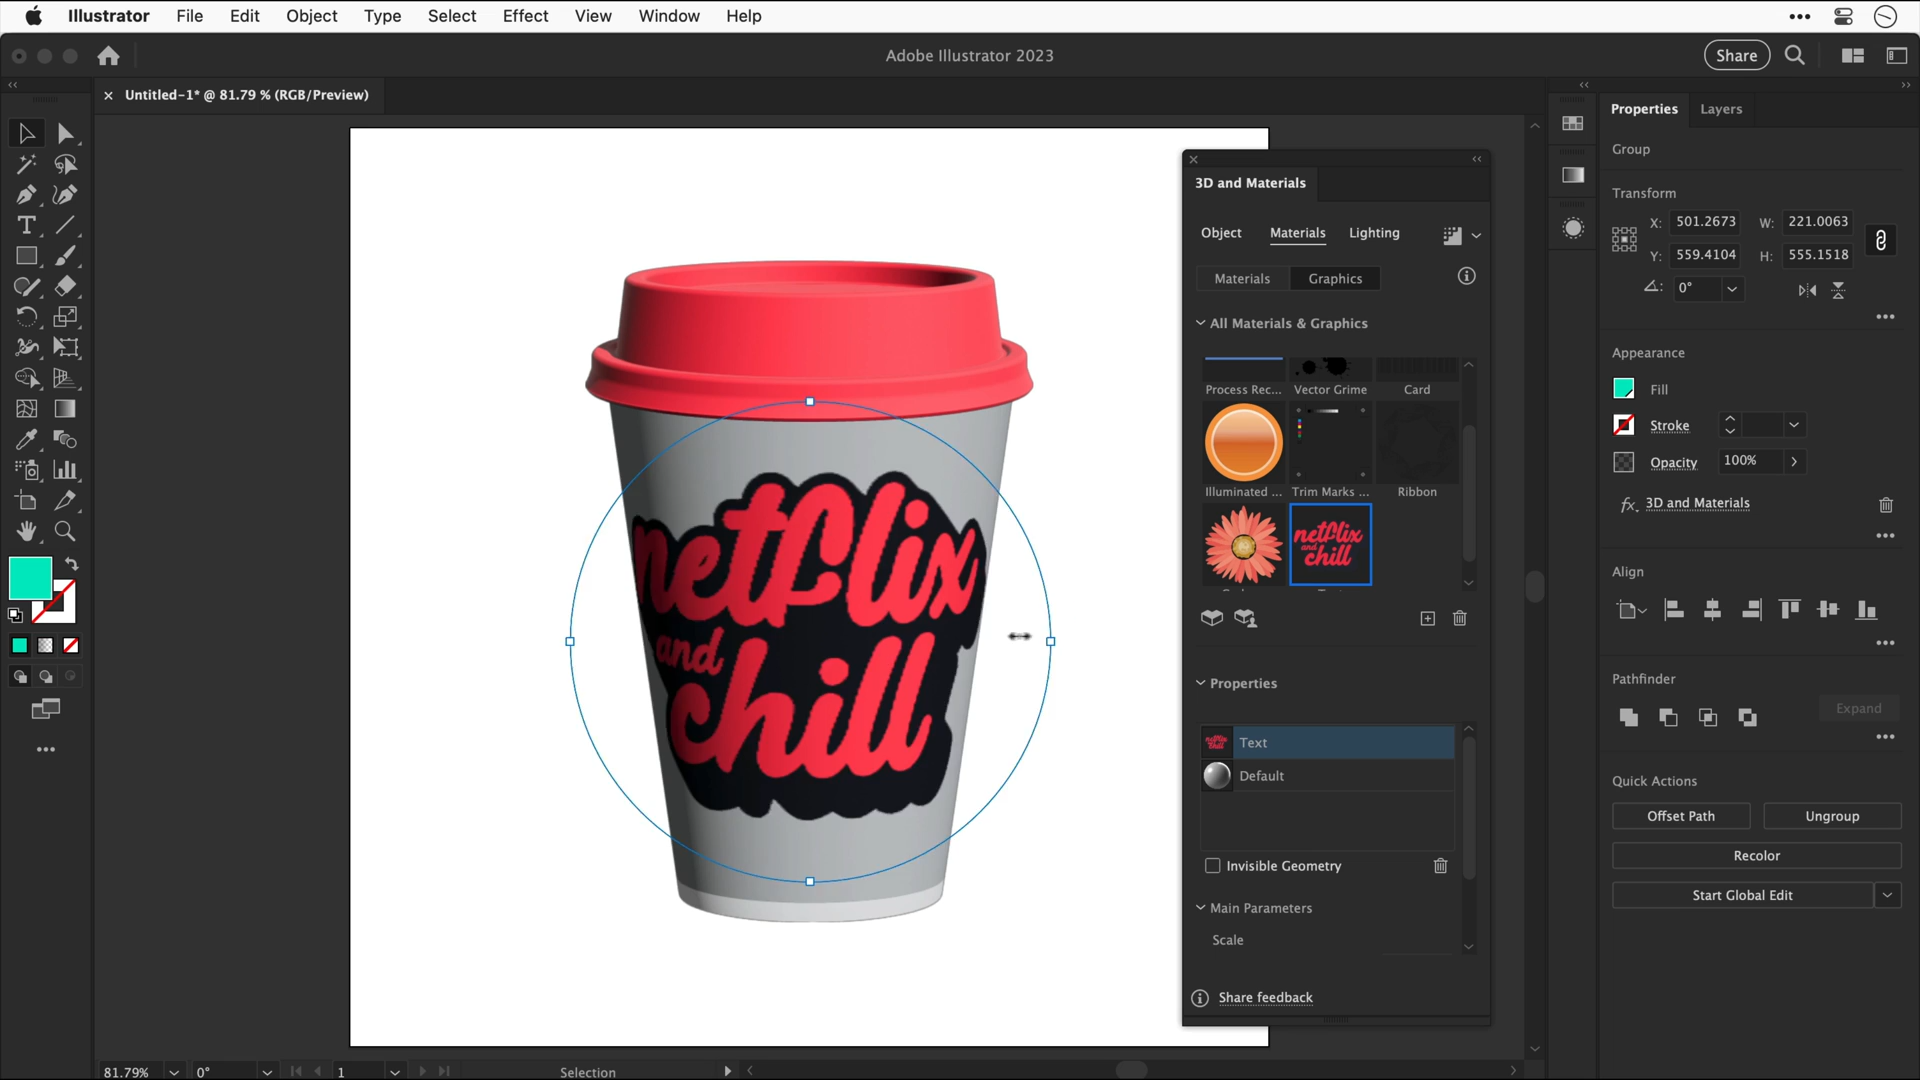 Illustrator File Edit Object Type Select Effect View Window Help
Adobe Illustrator 2023
Share
× Untitled-1* @ 81.79 % (RGB/Preview)
Properties Layers
Group
Transform
X: 501.2673 W: 221.0063
Y: 559.4104 H: 555.1518
0°
Appearance
Fill
Stroke
Opacity 100%
fx. 3D and Materials
Align
Pathfinder
Expand
Quick Actions
Offset Path Ungroup
Recolor
Start Global Edit
3D and Materials
Object Materials Lighting
Materials Graphics
All Materials & Graphics
Process Rec... Vector Grime Card
Illuminated ... Trim Marks ... Ribbon
netflix
and
chill
Properties
Text
Default
Invisible Geometry
Main Parameters
Scale
Share feedback
netflix
and
chill
81.79% 0° 1 Selection